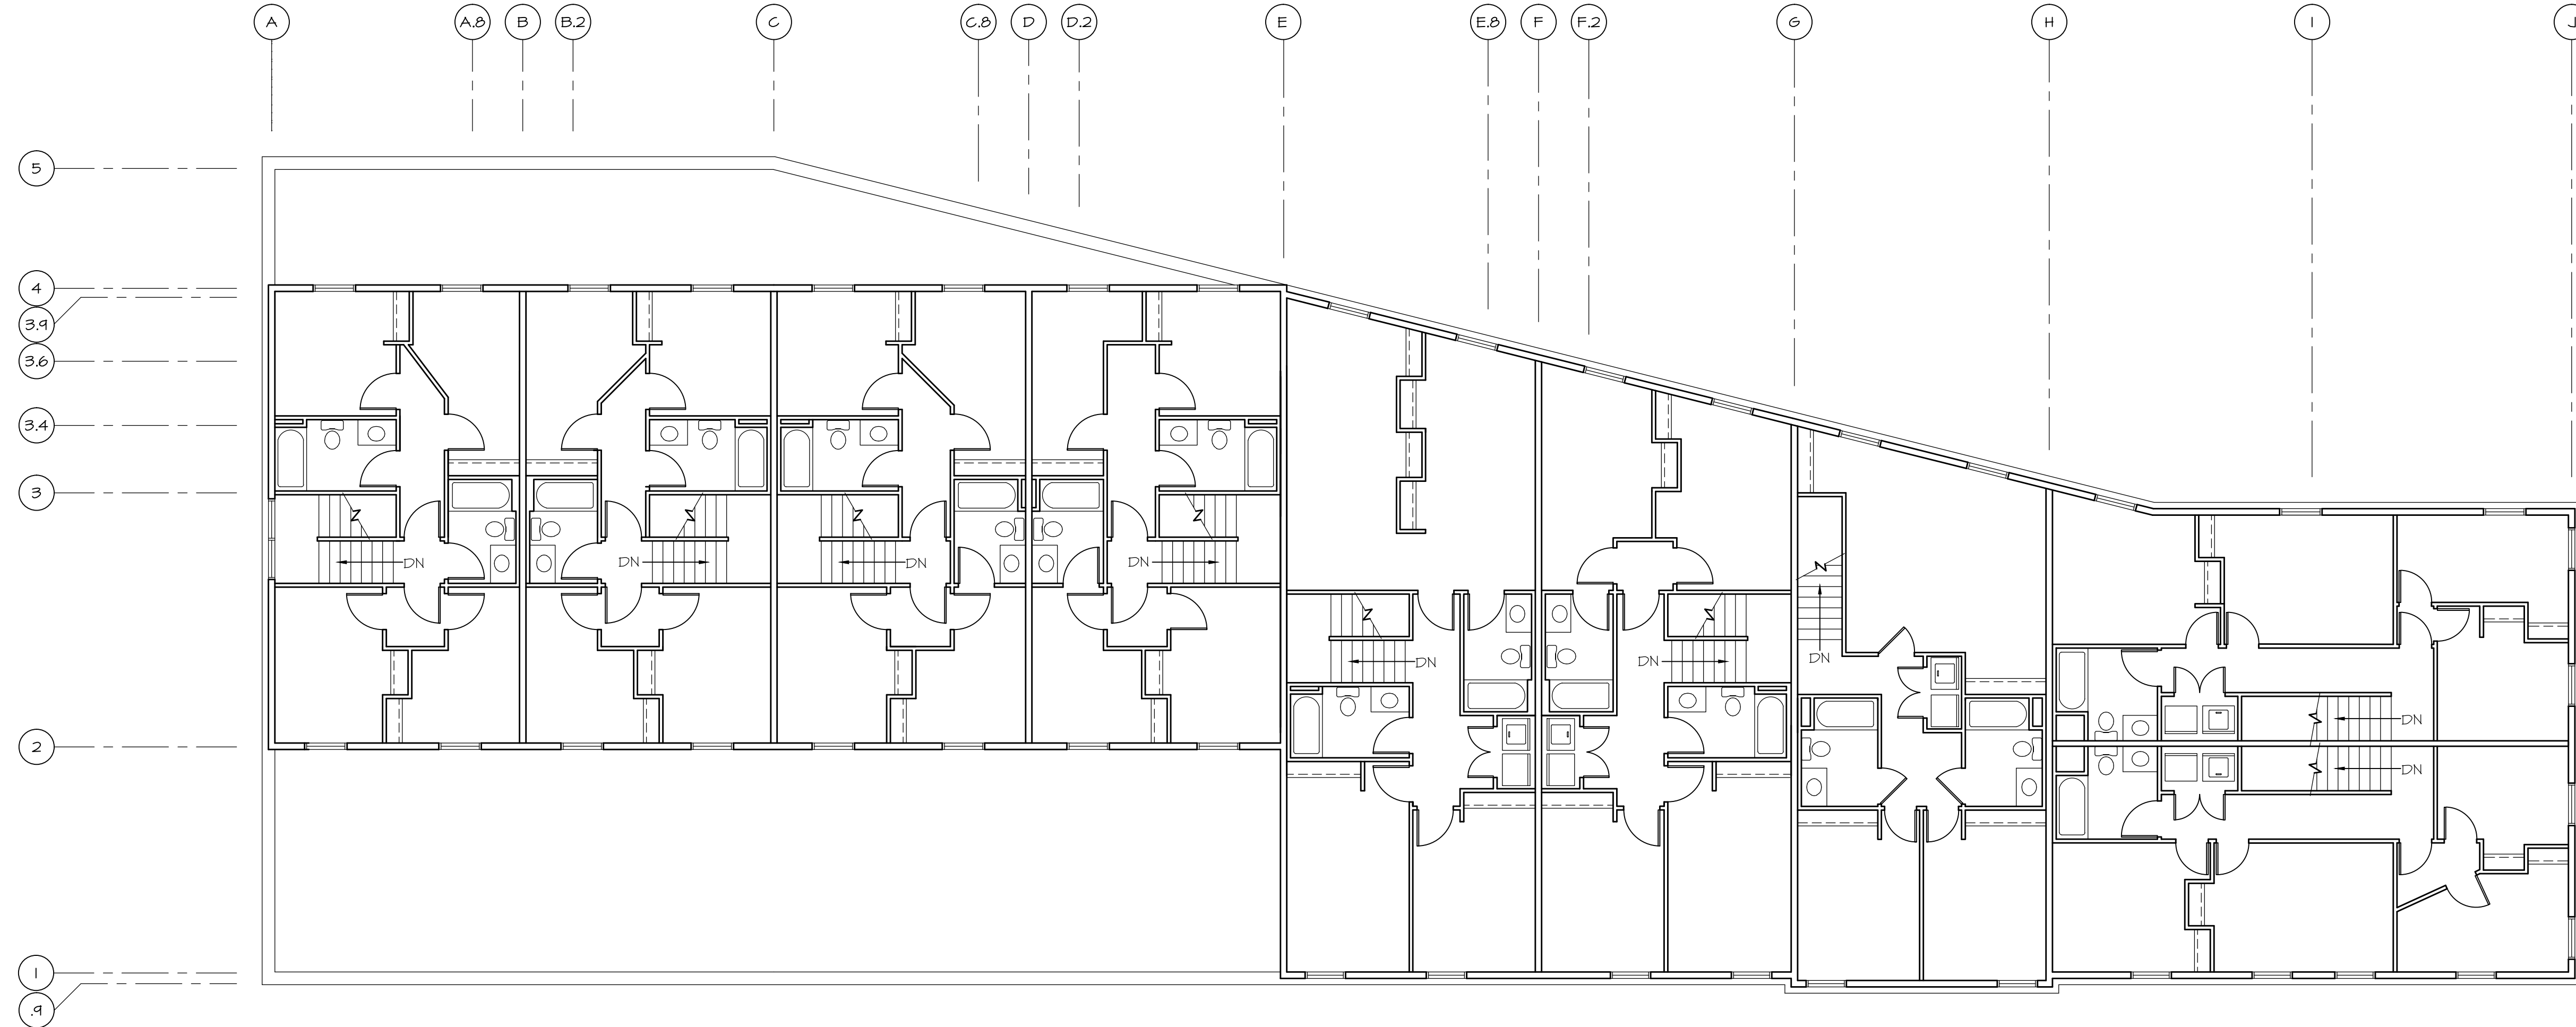 A A.8 B B.2 C C.8 D D.2 E E.8 F F.2 G H I J
5
4
3.9
3.6
3.4
3
DN DN DN DN
DN DN DN
DN
DN
2
1
.9